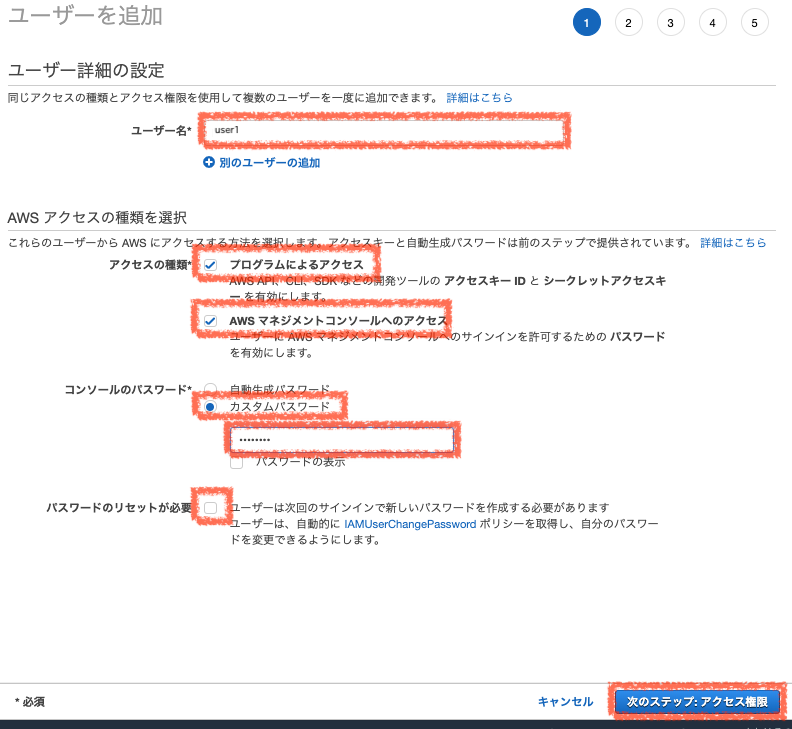 ユーザーを追加
1 2 3 4 5
ユーザー詳細の設定
同じアクセスの種類とアクセス権限を使用して複数のユーザーを一度に追加できます。 詳細はこちら
ユーザー名* user1
別のユーザーの追加
AWS アクセスの種類を選択
これらのユーザーから AWS にアクセスする方法を選択します。アクセスキーと自動生成パスワードは前のステップで提供されています。 詳細はこちら
アクセスの種類* プログラムによるアクセス
AWS API、CLI、SDK などの開発ツールの アクセスキー ID と シークレットアクセスキ
ー を有効にします。
AWS マネジメントコンソールへのアクセス
ユーザーに AWS マネジメントコンソールへのサインインを許可するための パスワード
を有効にします。
コンソールのパスワード* 自動生成パスワード
カスタムパスワード
••••••••
パスワードの表示
パスワードのリセットが必要 ユーザーは次回のサインインで新しいパスワードを作成する必要があります
ユーザーは、自動的に IAMUserChangePassword ポリシーを取得し、自分のパスワー
ドを変更できるようにします。
* 必須 キャンセル 次のステップ: アクセス権限